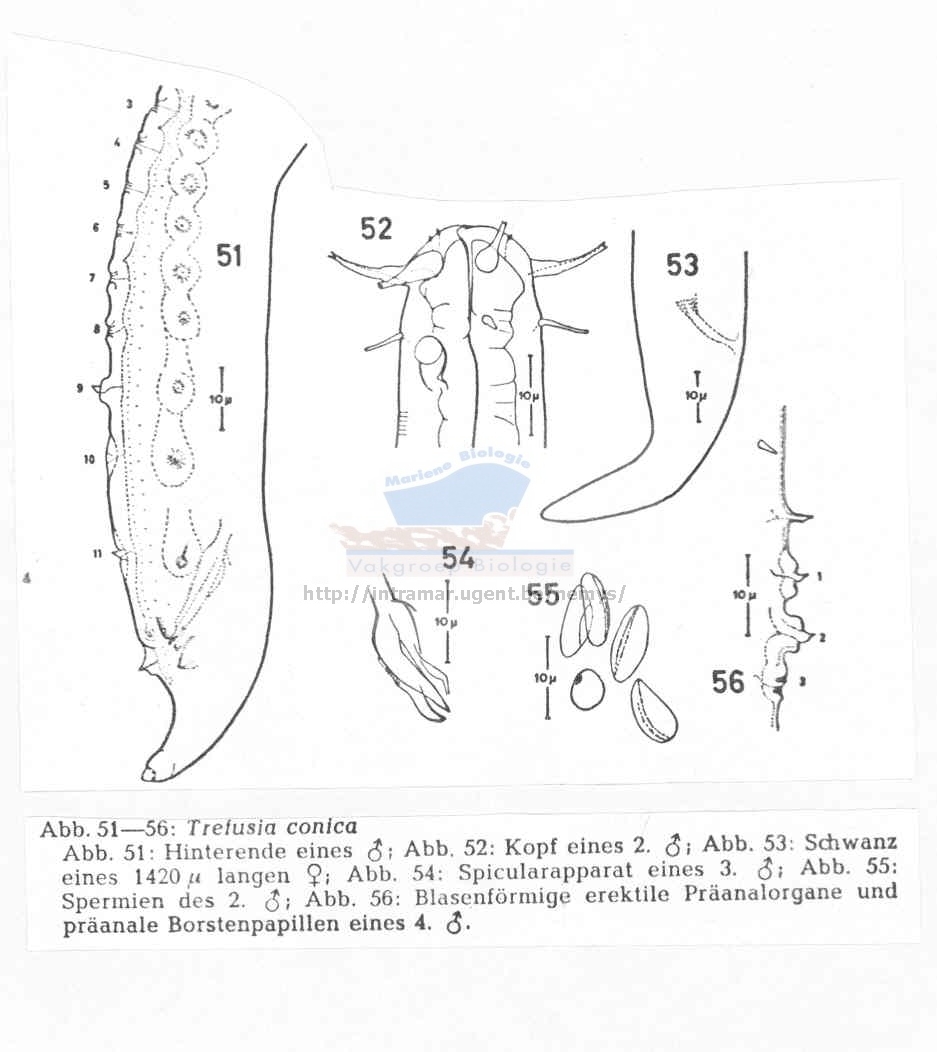 3
4
5
6
7
8
9
10
11
51
10 µ
52
10 µ
53
10 µ
Mariene Biologie
Vakgroep Biologie
http://intramar.ugent.be/nemys/
54
10 µ
55
10 µ
56
10 µ
1
2
3
Abb. 51—56: Trefusia conica
Abb. 51: Hinterende eines ♂; Abb. 52: Kopf eines 2. ♂; Abb. 53: Schwanz
eines 1420 µ langen ♀; Abb. 54: Spicularapparat eines 3. ♂; Abb. 55:
Spermien des 2. ♂; Abb. 56: Blasenförmige erektile Präanalorgane und
präanale Borstenpapillen eines 4. ♂.